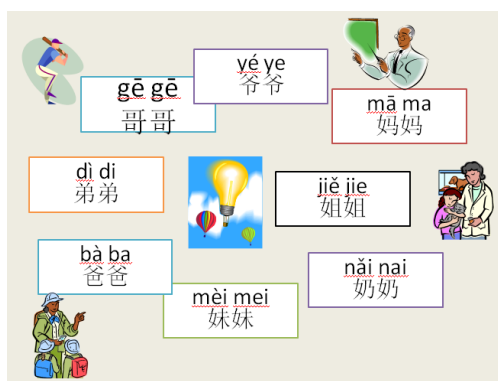 yé ye
爷爷
gē gē
哥哥
mā ma
妈妈
dì di
弟弟
jiě jie
姐姐
bà ba
爸爸
nǎi nai
奶奶
mèi mei
妹妹